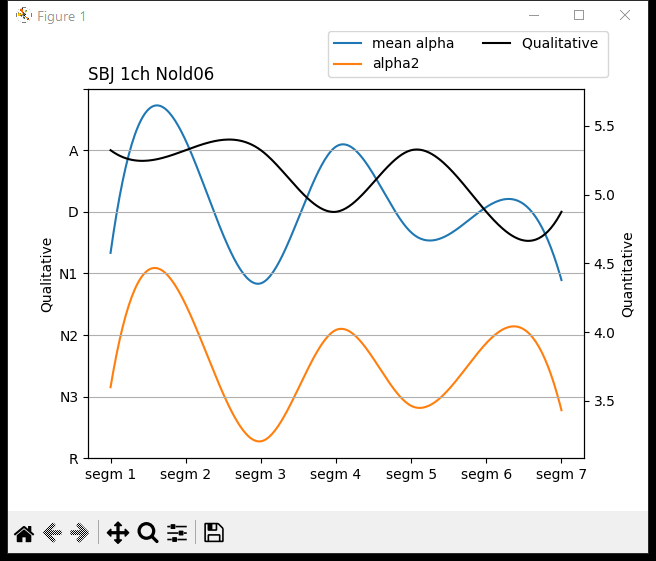 Figure 1
mean alpha
alpha2
Qualitative
SBJ 1ch Nold06
A
D
N1
N2
N3
R
Qualitative
5.5
5.0
4.5
4.0
3.5
Quantitative
segm 1 segm 2 segm 3 segm 4 segm 5 segm 6 segm 7